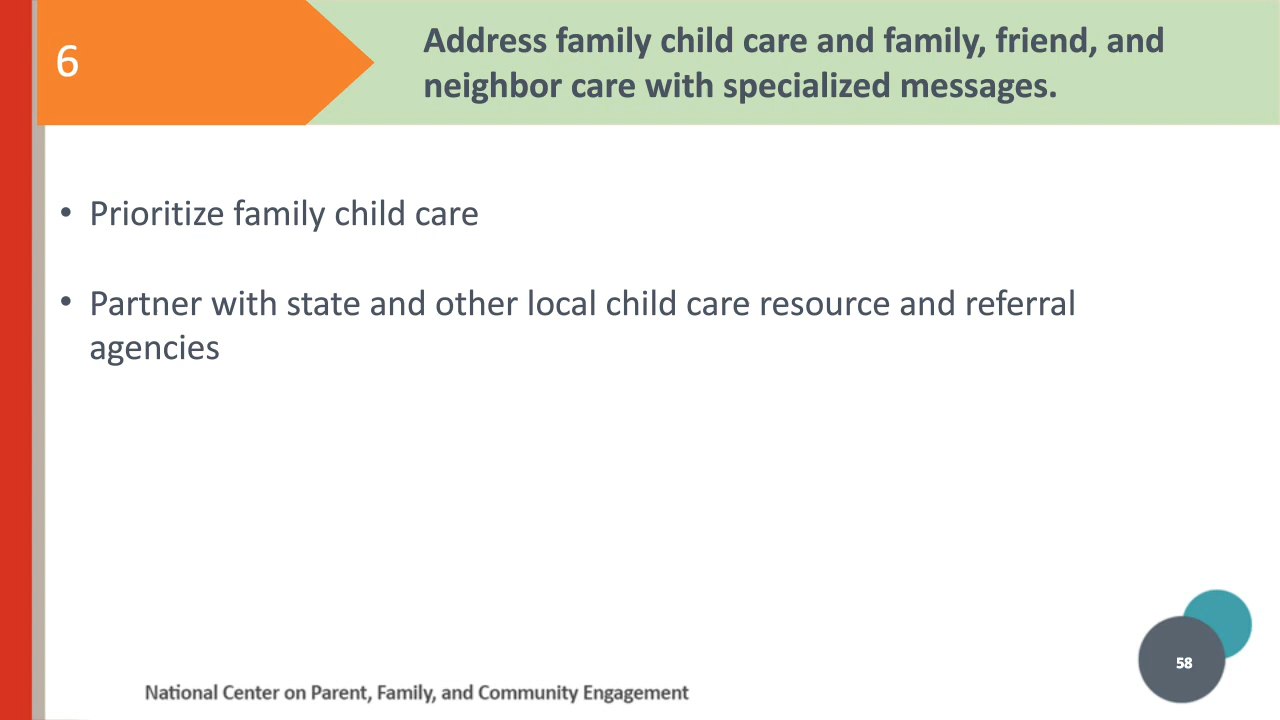 6
Address family child care and family, friend, and
neighbor care with specialized messages.
• Prioritize family child care
• Partner with state and other local child care resource and referral
agencies
58
National Center on Parent, Family, and Community Engagement